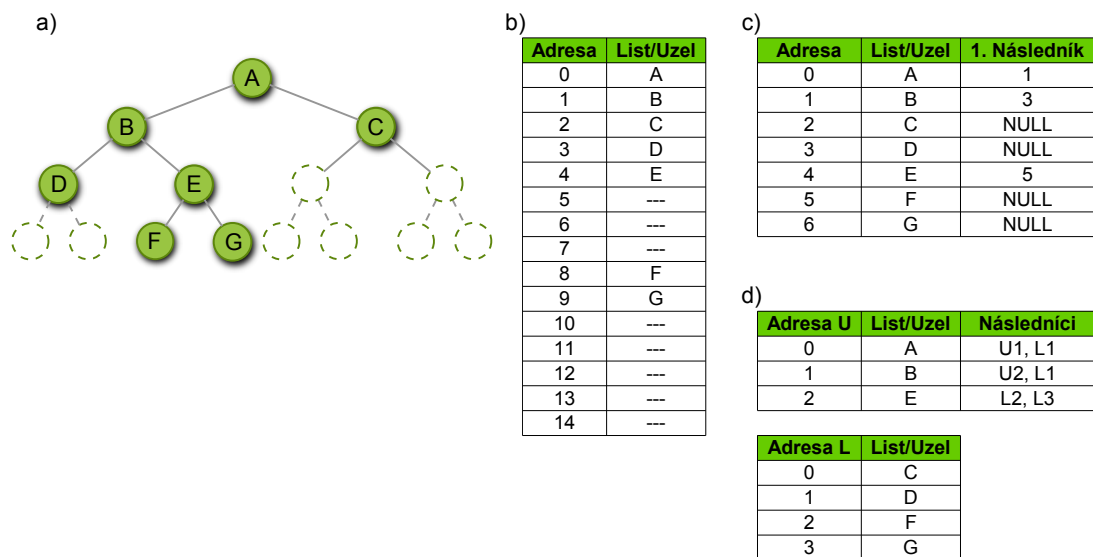 a)
A
B
C
D
E
F
G
b)
Adresa List/Uzel
0 A
1 B
2 C
3 D
4 E
5 ---
6 ---
7 ---
8 F
9 G
10 ---
11 ---
12 ---
13 ---
14 ---
c)
Adresa List/Uzel 1. Následník
0 A 1
1 B 3
2 C NULL
3 D NULL
4 E 5
5 F NULL
6 G NULL
d)
Adresa U List/Uzel Následníci
0 A U1, L1
1 B U2, L1
2 E L2, L3
Adresa L List/Uzel
0 C
1 D
2 F
3 G